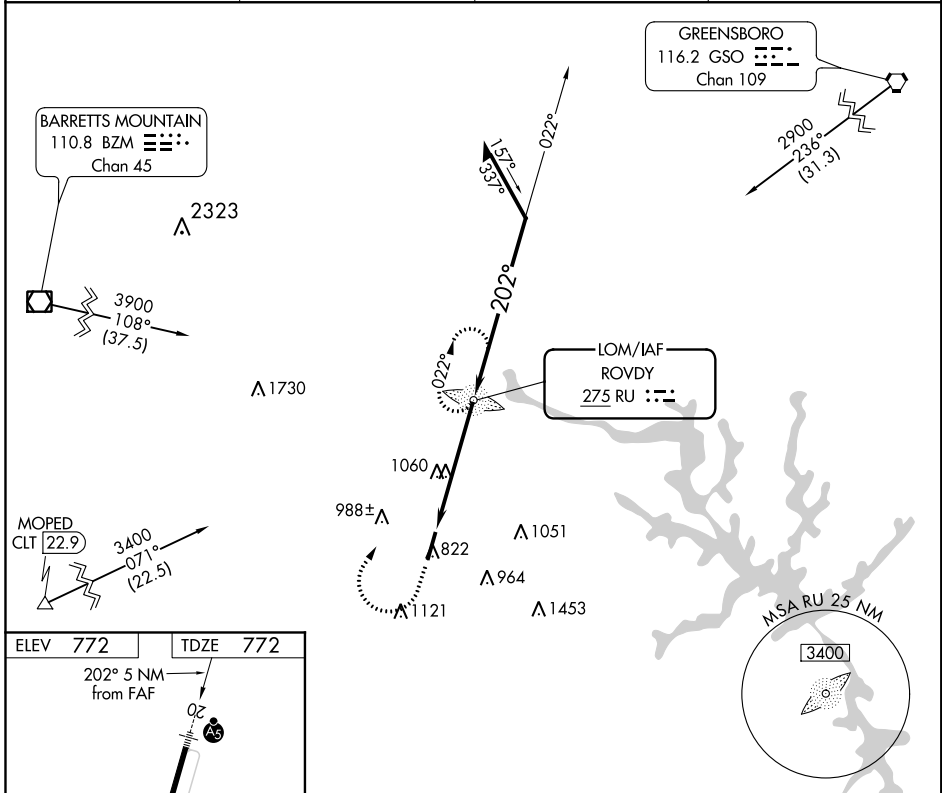 GREENSBORO
116.2 GSO
Chan 109
2900
236°
(31.3)
BARRETTS MOUNTAIN
110.8 BZM
Chan 45
022°
157°
337°
2323
202°
3900
108°
(37.5)
022°
LOM/IAF
ROVDY
275 RU
1730
1060
988±
1051
822
964
1121
1453
MOPED
CLT 22.9
3400
071°
(22.5)
MSA RU 25 NM
3400
ELEV 772
TDZE 772
202° 5 NM
from FAF
20
A5